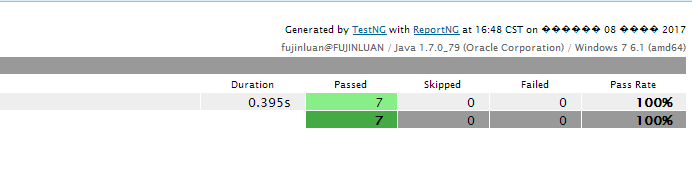 Generated by TestNG with ReportNG at 16:48 CST on ������ 08 ���� 2017
fujinluan@FUJINLUAN / Java 1.7.0_79 (Oracle Corporation) / Windows 7 6.1 (amd64)
Duration Passed Skipped Failed Pass Rate
0.395s 7 0 0 100%
7 0 0 100%